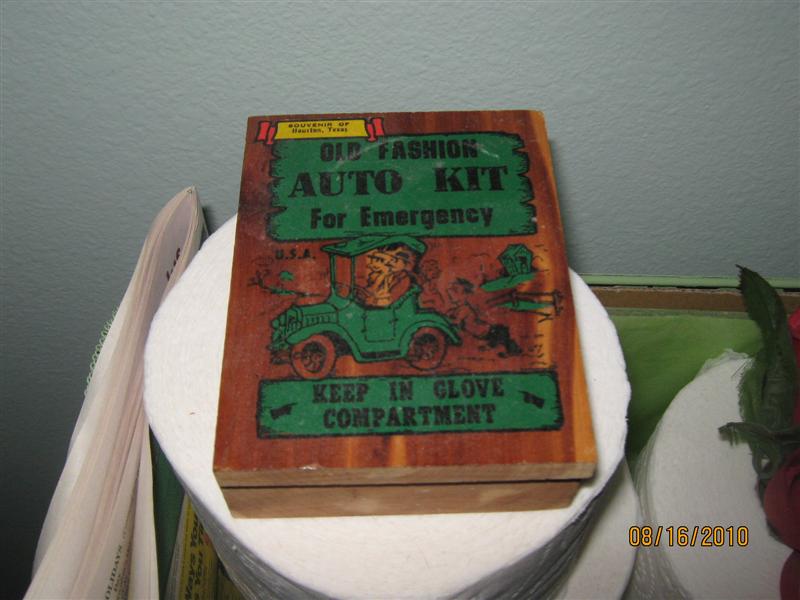 SOUVENIR OF
Houston, Texas
OLD FASHION
AUTO KIT
For Emergency
U.S.A.
KEEP IN GLOVE
COMPARTMENT
08/16/2010